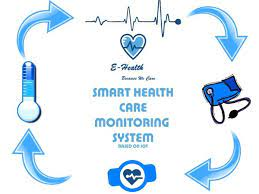 E-Health
Because We Care
SMART HEALTH
CARE
MONITORING
SYSTEM
BASED ON IOT